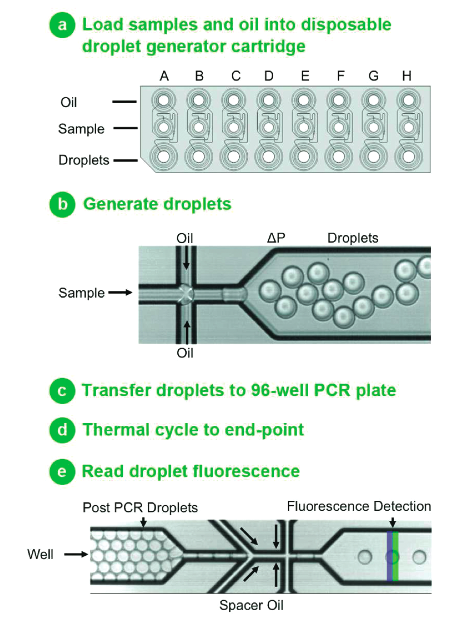 a Load samples and oil into disposable
droplet generator cartridge
A B C D E F G H
Oil
Sample
Droplets
b Generate droplets
Oil ΔP Droplets
Sample
Oil
c Transfer droplets to 96-well PCR plate
d Thermal cycle to end-point
e Read droplet fluorescence
Post PCR Droplets Fluorescence Detection
Well
Spacer Oil